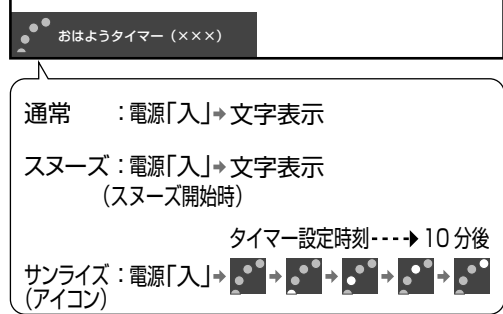 おはようタイマー（×××）
通常　：電源「入」➔文字表示
スヌーズ：電源「入」➔文字表示
（スヌーズ開始時）
タイマー設定時刻----➔10分後
サンライズ：電源「入」➔ ➔ ➔ ➔ ➔
（アイコン）